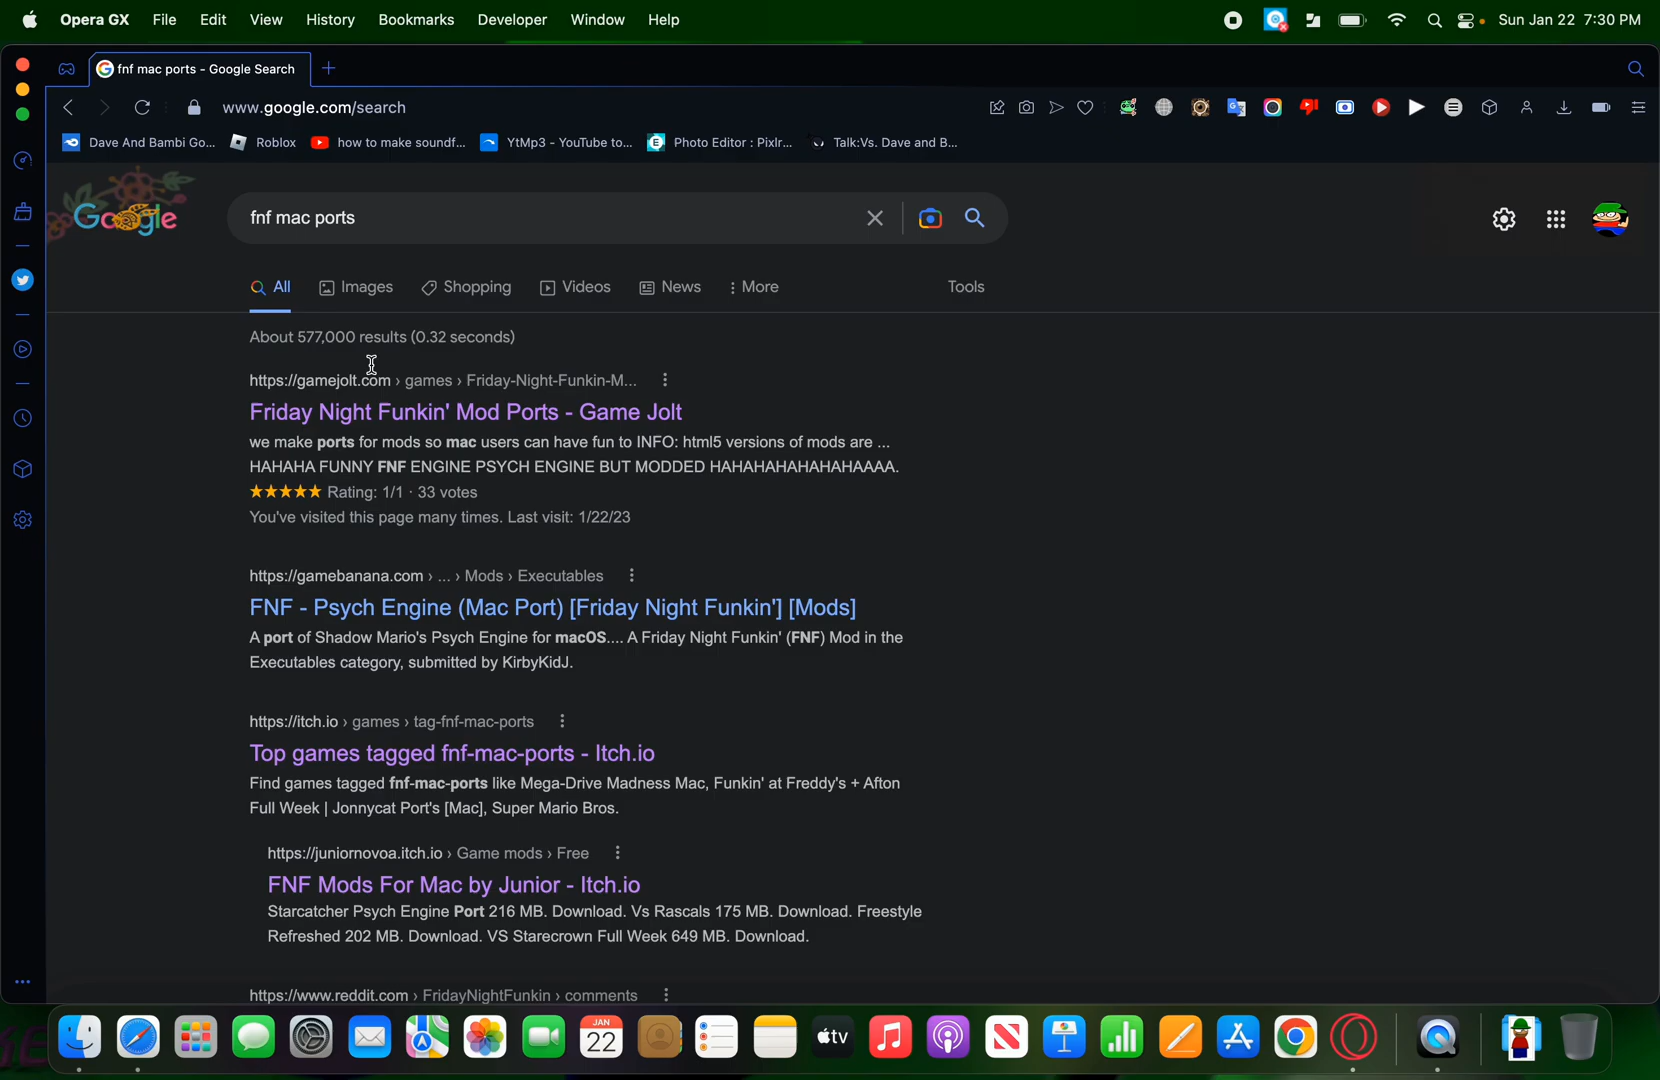 Opera GX File Edit View History Bookmarks Developer Window Help Sun Jan 22 7:30 PM
fnf mac ports - Google Search
www.google.com/search
Dave And Bambi Go... Roblox how to make soundf... YtMp3 - YouTube to... Photo Editor : Pixlr... Talk:Vs. Dave and B...
Google fnf mac ports
All Images Shopping Videos News More Tools
About 577,000 results (0.32 seconds)
https://gamejolt.com › games › Friday-Night-Funkin-M...
Friday Night Funkin' Mod Ports - Game Jolt
we make ports for mods so mac users can have fun to INFO: html5 versions of mods are ...
HAHAHA FUNNY FNF ENGINE PSYCH ENGINE BUT MODDED HAHAHAHAHAHAHAAAA.
Rating: 1/1 · 33 votes
You've visited this page many times. Last visit: 1/22/23
https://gamebanana.com › ... › Mods › Executables
FNF - Psych Engine (Mac Port) [Friday Night Funkin'] [Mods]
A port of Shadow Mario's Psych Engine for macOS.... A Friday Night Funkin' (FNF) Mod in the
Executables category, submitted by KirbyKidJ.
https://itch.io › games › tag-fnf-mac-ports
Top games tagged fnf-mac-ports - Itch.io
Find games tagged fnf-mac-ports like Mega-Drive Madness Mac, Funkin' at Freddy's + Afton
Full Week | Jonnycat Port's [Mac], Super Mario Bros.
https://juniornovoa.itch.io › Game mods › Free
FNF Mods For Mac by Junior - Itch.io
Starcatcher Psych Engine Port 216 MB. Download. Vs Rascals 175 MB. Download. Freestyle
Refreshed 202 MB. Download. VS Starecrown Full Week 649 MB. Download.
https://www.reddit.com › FridayNightFunkin › comments
JAN
22
tv